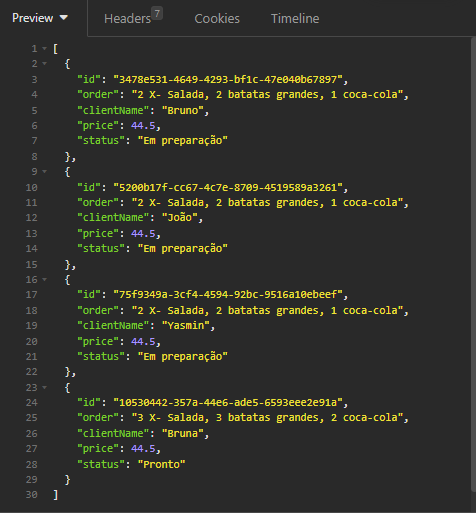 Preview Headers 7 Cookies Timeline
1 [
2 {
3 "id": "3478e531-4649-4293-bf1c-47e040b67897",
4 "order": "2 X- Salada, 2 batatas grandes, 1 coca-cola",
5 "clientName": "Bruno",
6 "price": 44.5,
7 "status": "Em preparação"
8 },
9 {
10 "id": "5200b17f-cc67-4c7e-8709-4519589a3261",
11 "order": "2 X- Salada, 2 batatas grandes, 1 coca-cola",
12 "clientName": "João",
13 "price": 44.5,
14 "status": "Em preparação"
15 },
16 {
17 "id": "75f9349a-3cf4-4594-92bc-9516a10ebeef",
18 "order": "2 X- Salada, 2 batatas grandes, 1 coca-cola",
19 "clientName": "Yasmin",
20 "price": 44.5,
21 "status": "Em preparação"
22 },
23 {
24 "id": "10530442-357a-44e6-ade5-6593eee2e91a",
25 "order": "3 X- Salada, 3 batatas grandes, 2 coca-cola",
26 "clientName": "Bruna",
27 "price": 44.5,
28 "status": "Pronto"
29 }
30 ]